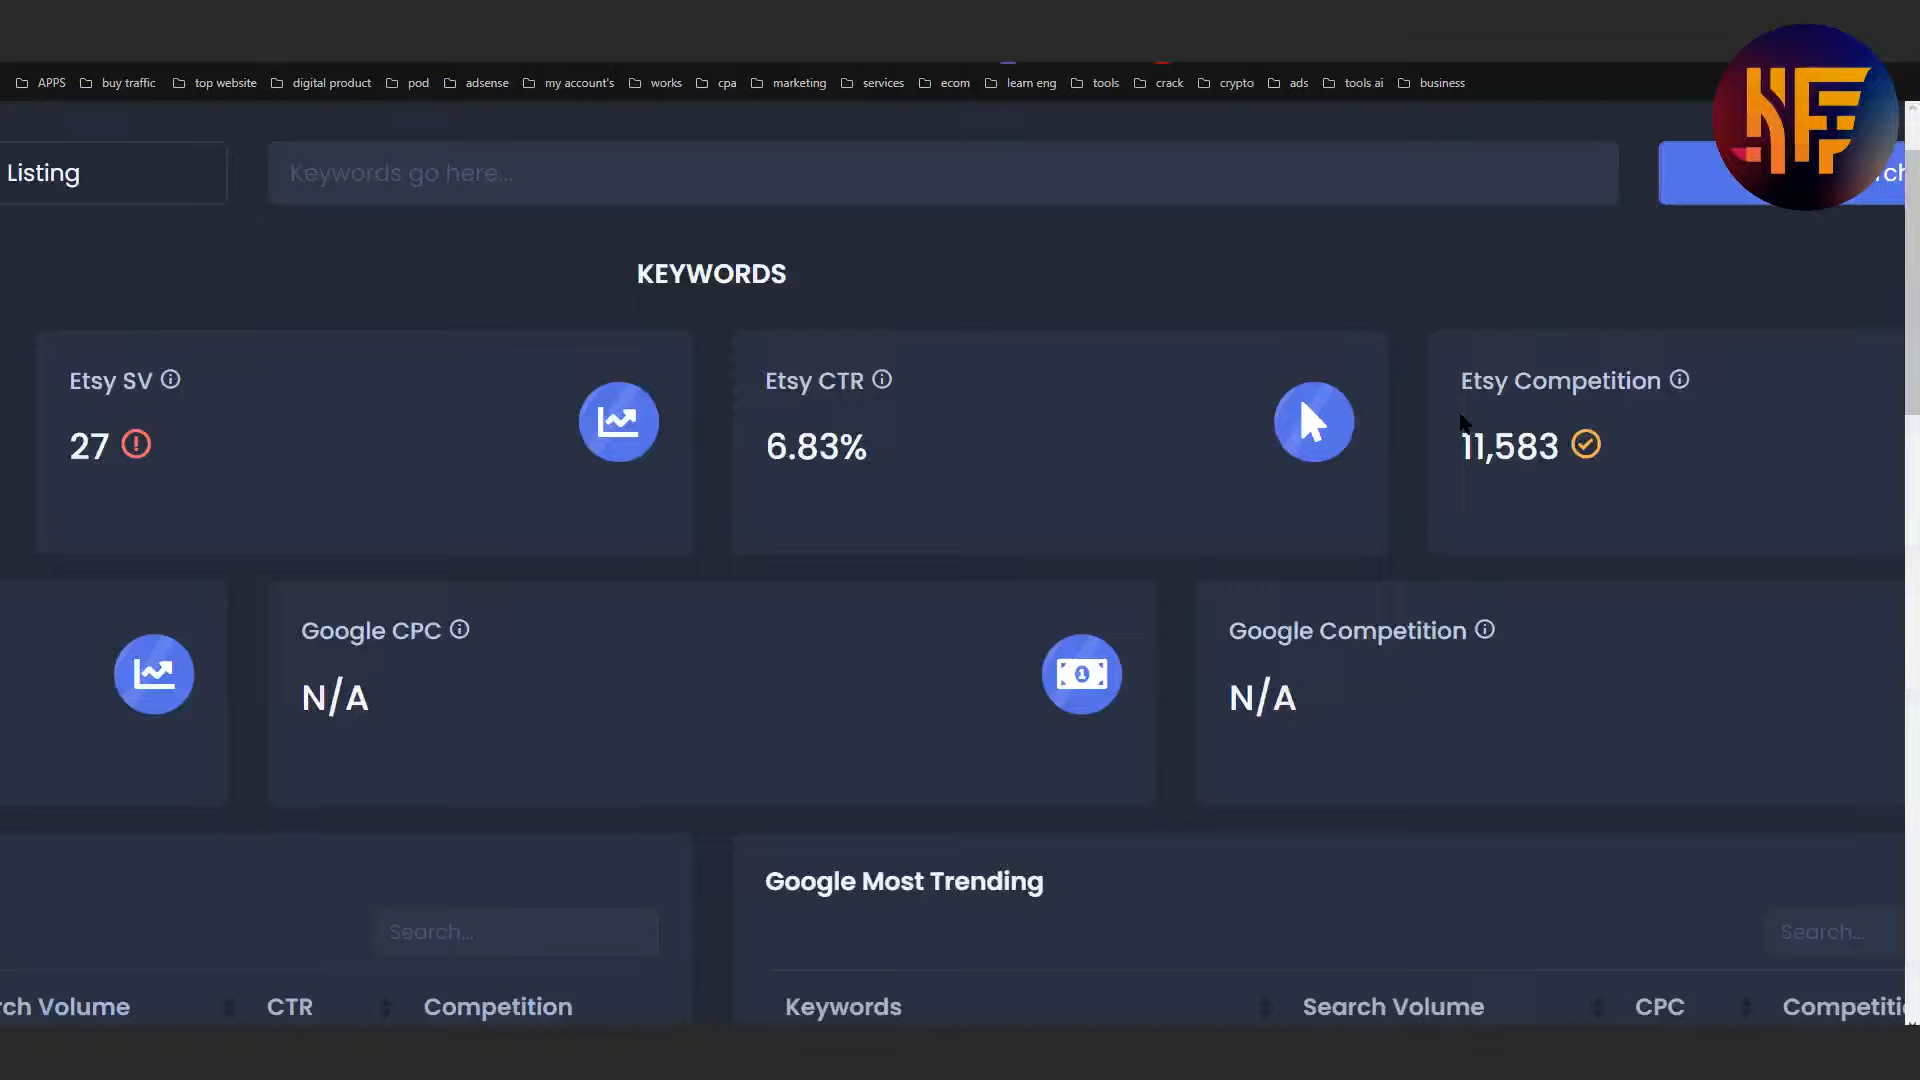 APPS buy traffic top website digital product pod adsense my account's works cpa marketing services ecom learn eng tools crack crypto ads tools ai business
Listing Keywords go here...
KEYWORDS
Etsy SV Etsy CTR Etsy Competition
27 6.83% 11,583
Google CPC Google Competition
N/A N/A
Google Most Trending
Search... Search...
rch Volume CTR Competition Keywords Search Volume CPC Competiti